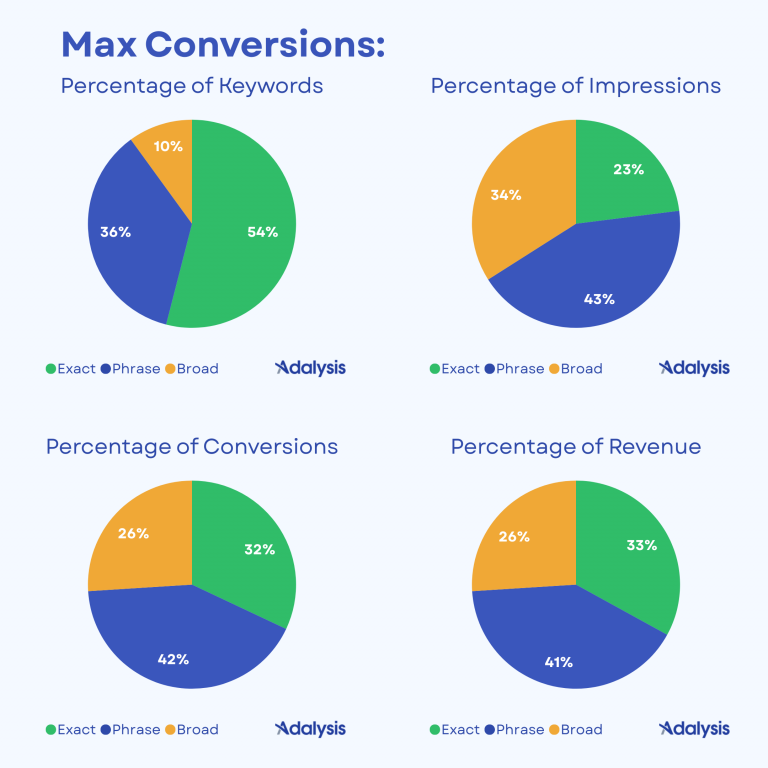 Max Conversions:
Percentage of Keywords
10%
36%
54%
Exact Phrase Broad
Adalysis
Percentage of Impressions
23%
34%
43%
Exact Phrase Broad
Adalysis
Percentage of Conversions
26%
32%
42%
Exact Phrase Broad
Adalysis
Percentage of Revenue
26%
33%
41%
Exact Phrase Broad
Adalysis